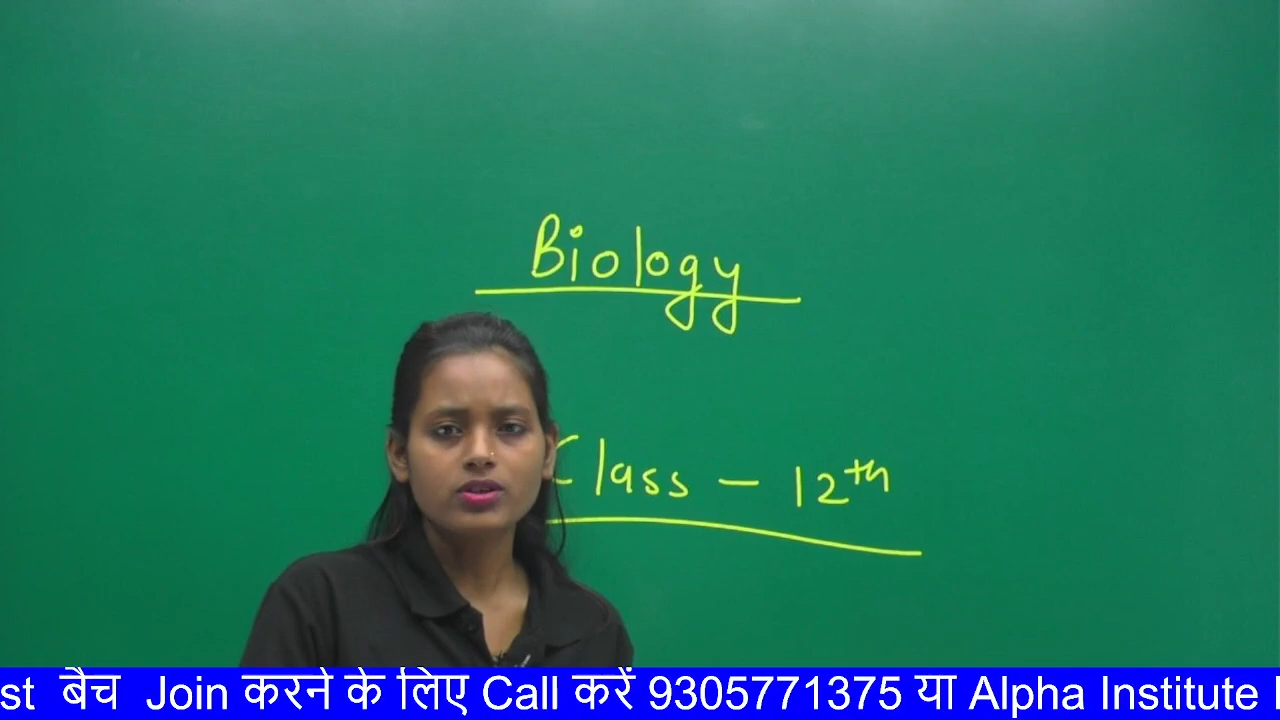 Biology
Class - 12th
st बैच Join करने के लिए Call करें 9305771375 या Alpha Institute